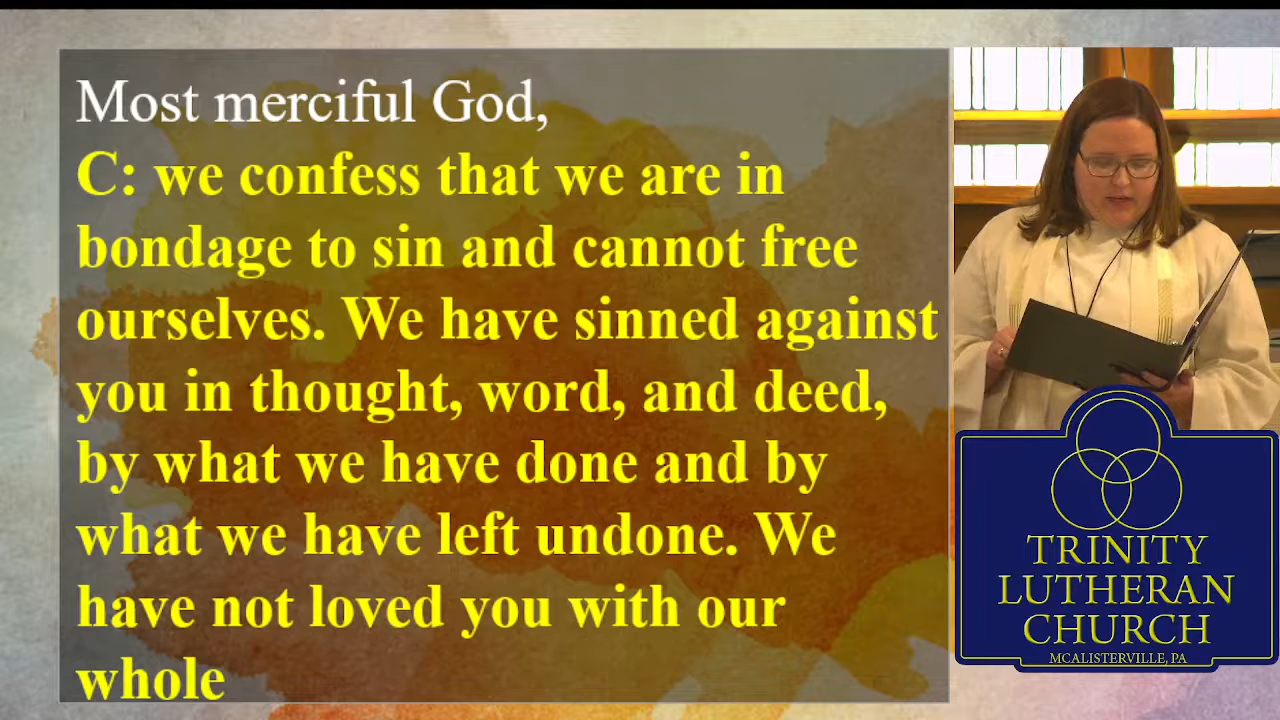 Most merciful God,
C: we confess that we are in
bondage to sin and cannot free
ourselves. We have sinned against
you in thought, word, and deed,
by what we have done and by
what we have left undone. We
have not loved you with our
whole
TRINITY
LUTHERAN
CHURCH
MCALISTERVILLE, PA